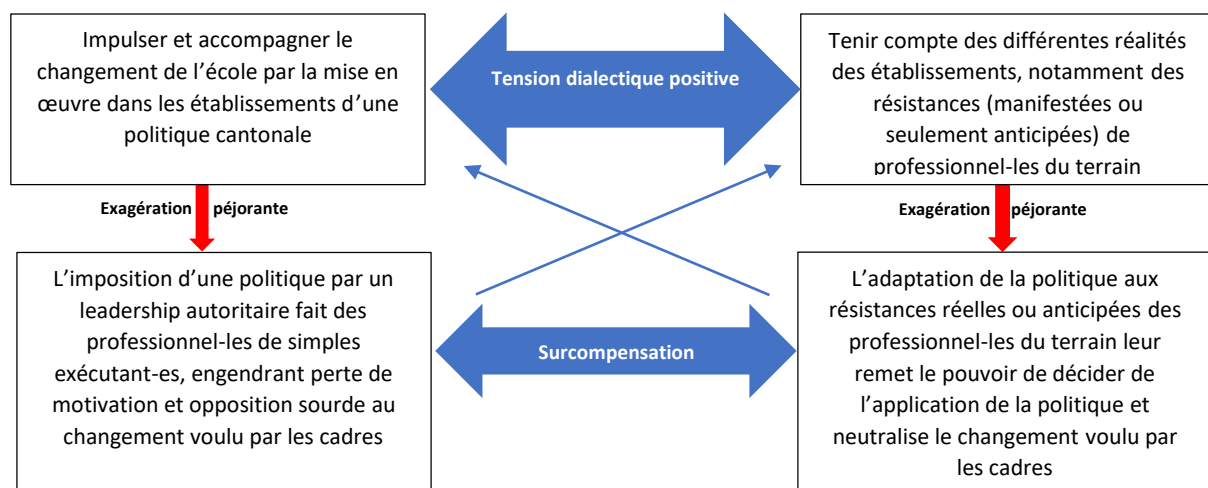 Impulser et accompagner le
changement de l'école par la mise en
œuvre dans les établissements d'une
politique cantonale
Tension dialectique positive
Tenir compte des différentes réalités
des établissements, notamment des
résistances (manifestées ou
seulement anticipées) de
professionnel-les du terrain
Exagération péjorante
Exagération péjorante
L'imposition d'une politique par un
leadership autoritaire fait des
professionnel-les de simples
exécutant-es, engendrant perte de
motivation et opposition sourde au
changement voulu par les cadres
Surcompensation
L'adaptation de la politique aux
résistances réelles ou anticipées des
professionnel-les du terrain leur
remet le pouvoir de décider de
l'application de la politique et
neutralise le changement voulu par
les cadres